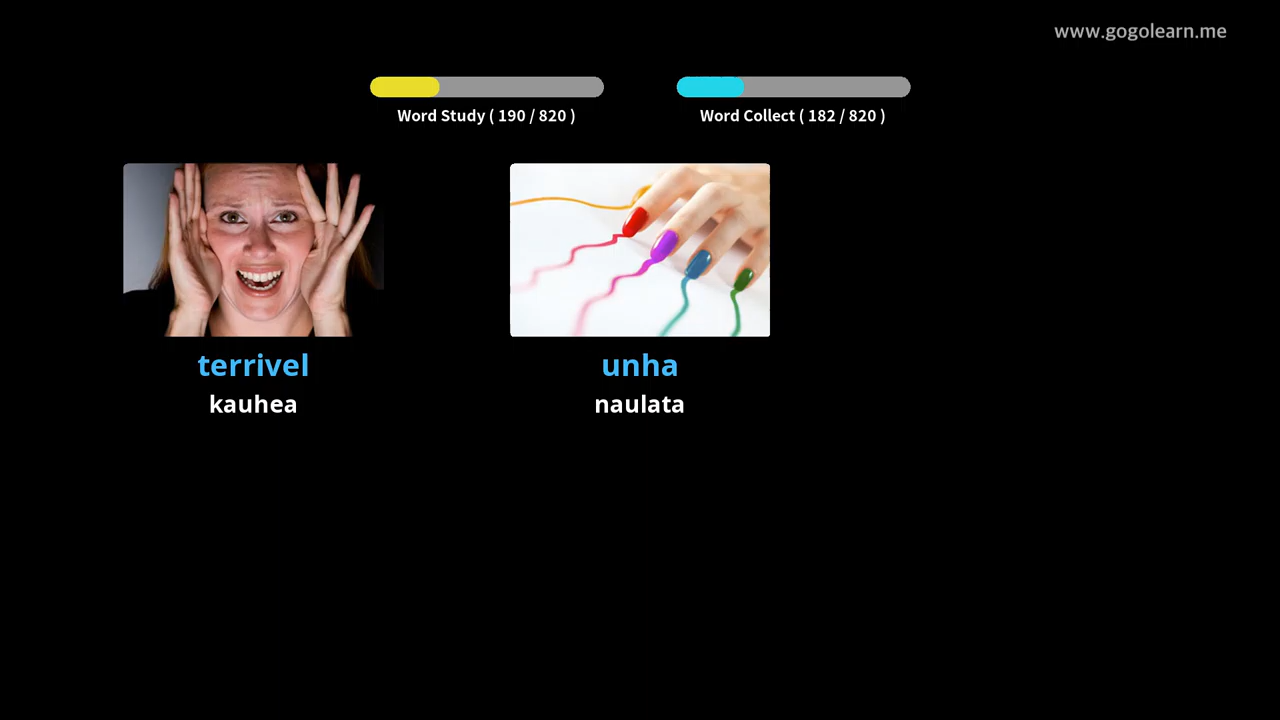 www.gogolearn.me
Word Study ( 190 / 820 )
Word Collect ( 182 / 820 )
terrivel
kauhea
unha
naulata